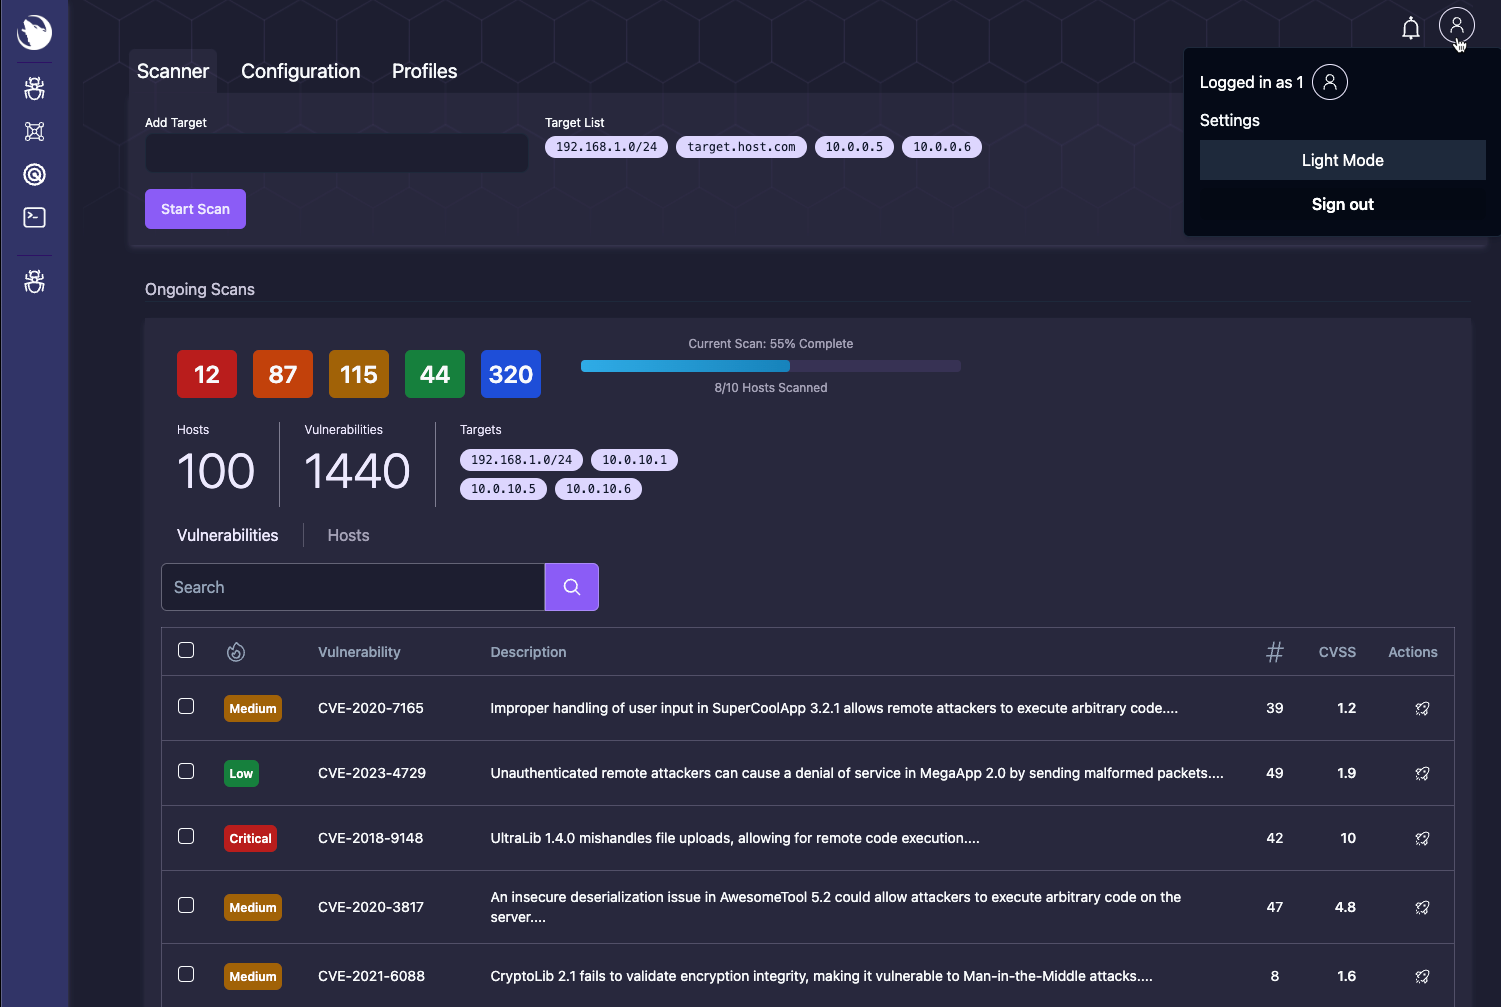 Scanner Configuration Profiles
Logged in as 1
Settings
Light Mode
Sign out
Add Target
Target List
192.168.1.0/24 target.host.com 10.0.0.5 10.0.0.6
Start Scan
Ongoing Scans
12 87 115 44 320
Current Scan: 55% Complete
8/10 Hosts Scanned
Hosts
100
Vulnerabilities
1440
Targets
192.168.1.0/24 10.0.10.1
10.0.10.5 10.0.10.6
Vulnerabilities Hosts
Search
Vulnerability Description # CVSS Actions
Medium CVE-2020-7165 Improper handling of user input in SuperCoolApp 3.2.1 allows remote attackers to execute arbitrary code.... 39 1.2
Low CVE-2023-4729 Unauthenticated remote attackers can cause a denial of service in MegaApp 2.0 by sending malformed packets.... 49 1.9
Critical CVE-2018-9148 UltraLib 1.4.0 mishandles file uploads, allowing for remote code execution.... 42 10
Medium CVE-2020-3817 An insecure deserialization issue in AwesomeTool 5.2 could allow attackers to execute arbitrary code on the
server.... 47 4.8
Medium CVE-2021-6088 CryptoLib 2.1 fails to validate encryption integrity, making it vulnerable to Man-in-the-Middle attacks.... 8 1.6